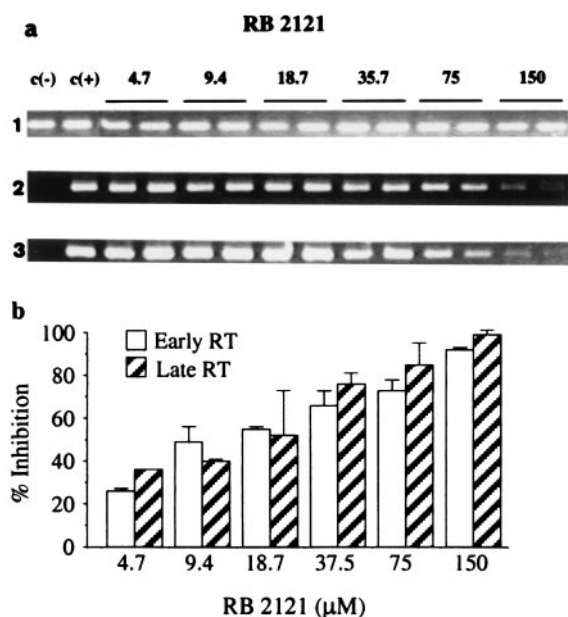 a
RB 2121
c(-) c(+) 4.7 9.4 18.7 35.7 75 150
1
2
3
b
100
80
60
40
20
0
% Inhibition
Early RT
Late RT
4.7 9.4 18.7 37.5 75 150
RB 2121 (µM)